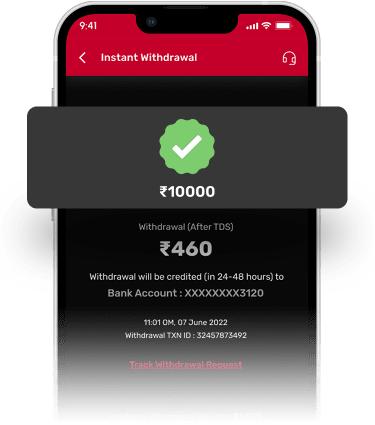 9:41
Instant Withdrawal
₹10000
Withdrawal (After TDS)
₹460
Withdrawal will be credited (in 24-48 hours) to
Bank Account : XXXXXXXX3120
11:01 0M, 07 June 2022
Withdrawal TXN ID : 32457873492
Track Withdrawal Request